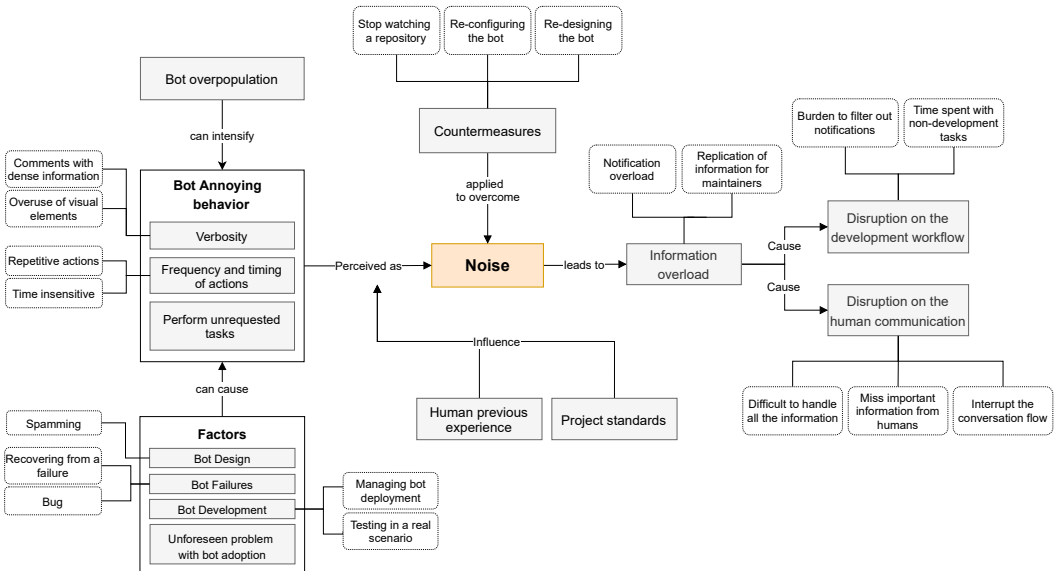 Stop watching
a repository
Re-configuring
the bot
Re-designing
the bot
Bot overpopulation
Countermeasures
can intensify
applied
to overcome
Comments with
dense information
Overuse of visual
elements
Repetitive actions
Time insensitive
Bot Annoying
behavior
Verbosity
Frequency and timing
of actions
Perform unrequested
tasks
Perceived as
Noise
leads to
Notification
overload
Replication of
information for
maintainers
Information
overload
Cause
Cause
Burden to filter out
notifications
Time spent with
non-development
tasks
Disruption on the
development workflow
Disruption on the
human communication
Difficult to handle
all the information
Miss important
information from
humans
Interrupt the
conversation flow
Influence
Human previous
experience
Project standards
can cause
Spamming
Recovering from a
failure
Bug
Factors
Bot Design
Bot Failures
Bot Development
Unforeseen problem
with bot adoption
Managing bot
deployment
Testing in a real
scenario